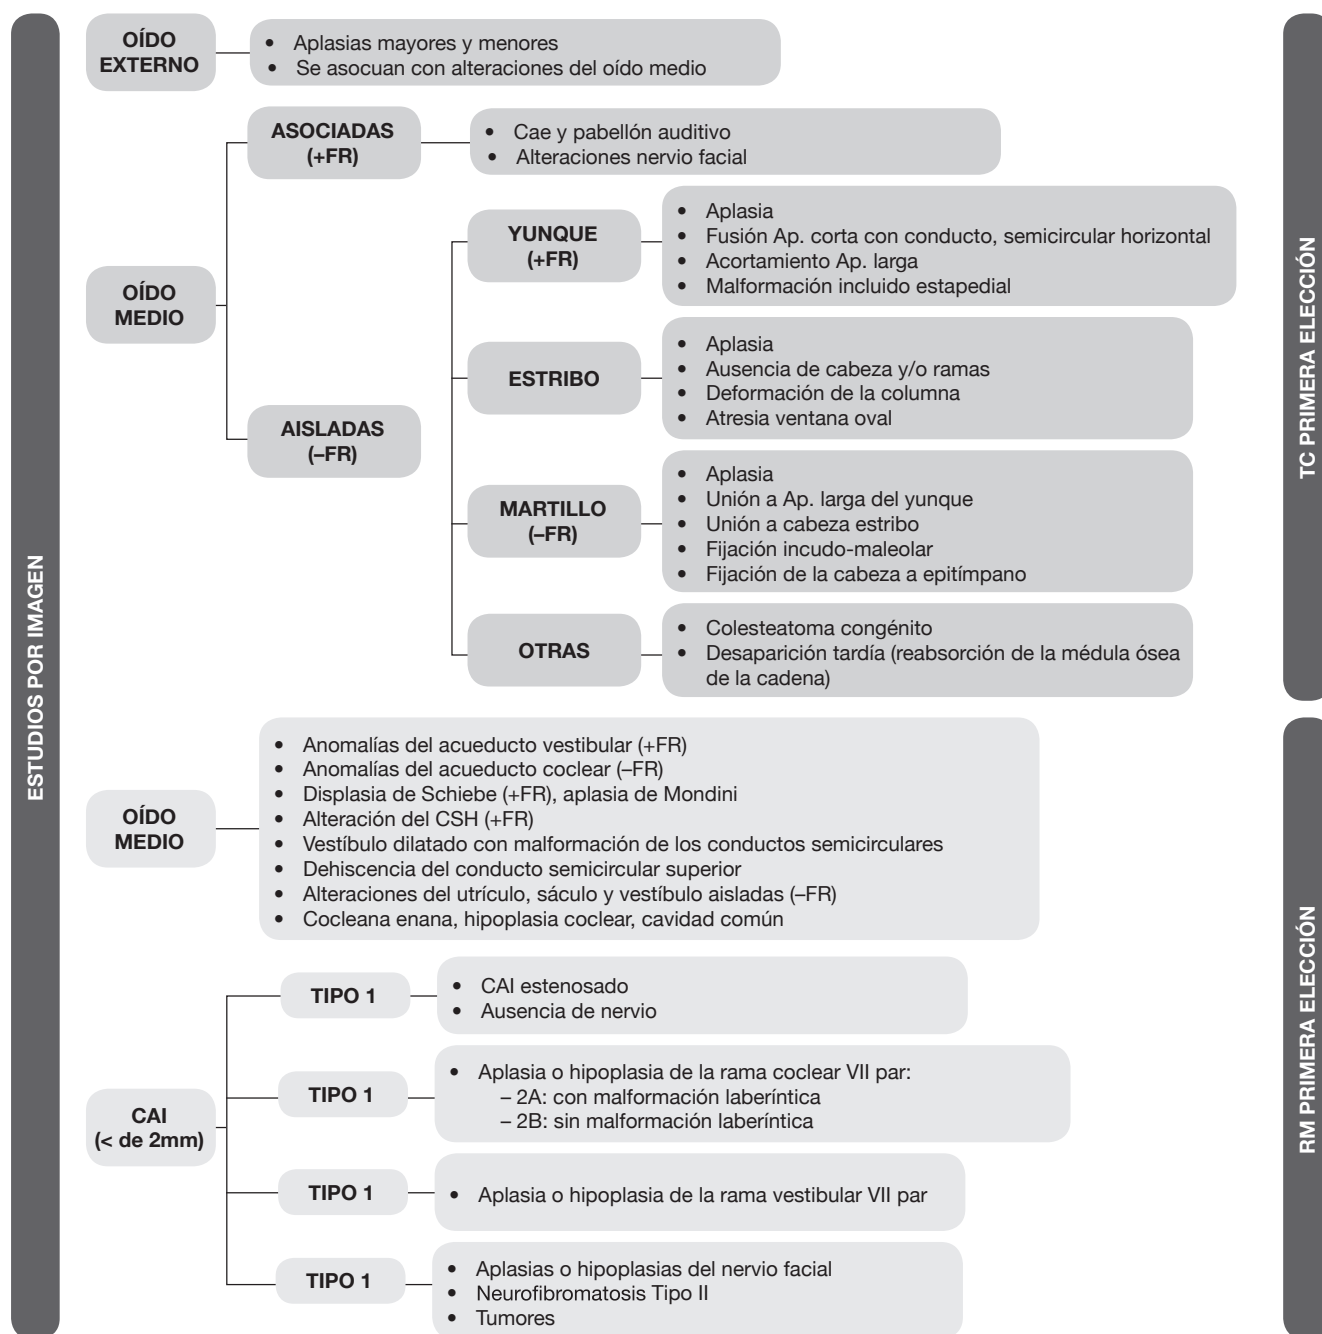 ESTUDIOS POR IMAGEN
OÍDO
EXTERNO
• Aplasias mayores y menores
• Se asocuan con alteraciones del oído medio
OÍDO
MEDIO
ASOCIADAS
(+FR)
• Cae y pabellón auditivo
• Alteraciones nervio facial
AISLADAS
(–FR)
YUNQUE
(+FR)
• Aplasia
• Fusión Ap. corta con conducto, semicircular horizontal
• Acortamiento Ap. larga
• Malformación incluido estapedial
ESTRIBO
• Aplasia
• Ausencia de cabeza y/o ramas
• Deformación de la columna
• Atresia ventana oval
MARTILLO
(–FR)
• Aplasia
• Unión a Ap. larga del yunque
• Unión a cabeza estribo
• Fijación incudo-maleolar
• Fijación de la cabeza a epitímpano
OTRAS
• Colesteatoma congénito
• Desaparición tardía (reabsorción de la médula ósea
de la cadena)
TC PRIMERA ELECCIÓN
OÍDO
MEDIO
• Anomalías del acueducto vestibular (+FR)
• Anomalías del acueducto coclear (–FR)
• Displasia de Schiebe (+FR), aplasia de Mondini
• Alteración del CSH (+FR)
• Vestíbulo dilatado con malformación de los conductos semicirculares
• Dehiscencia del conducto semicircular superior
• Alteraciones del utrículo, sáculo y vestíbulo aisladas (–FR)
• Cocleana enana, hipoplasia coclear, cavidad común
CAI
(< de 2mm)
TIPO 1
• CAI estenosado
• Ausencia de nervio
TIPO 1
• Aplasia o hipoplasia de la rama coclear VII par:
– 2A: con malformación laberíntica
– 2B: sin malformación laberíntica
TIPO 1
• Aplasia o hipoplasia de la rama vestibular VII par
TIPO 1
• Aplasias o hipoplasias del nervio facial
• Neurofibromatosis Tipo II
• Tumores
RM PRIMERA ELECCIÓN